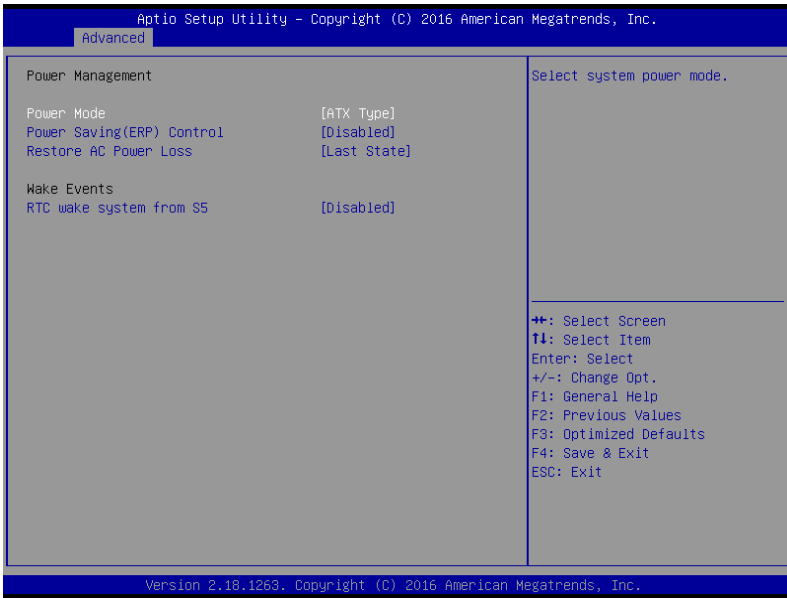 Aptio Setup Utility – Copyright (C) 2016 American Megatrends, Inc.
Advanced
Power Management
Power Mode [ATX Type]
Power Saving(ERP) Control [Disabled]
Restore AC Power Loss [Last State]
Wake Events
RTC wake system from S5 [Disabled]
Select system power mode.
→←: Select Screen
↑↓: Select Item
Enter: Select
+/-: Change Opt.
F1: General Help
F2: Previous Values
F3: Optimized Defaults
F4: Save & Exit
ESC: Exit
Version 2.18.1263. Copyright (C) 2016 American Megatrends, Inc.